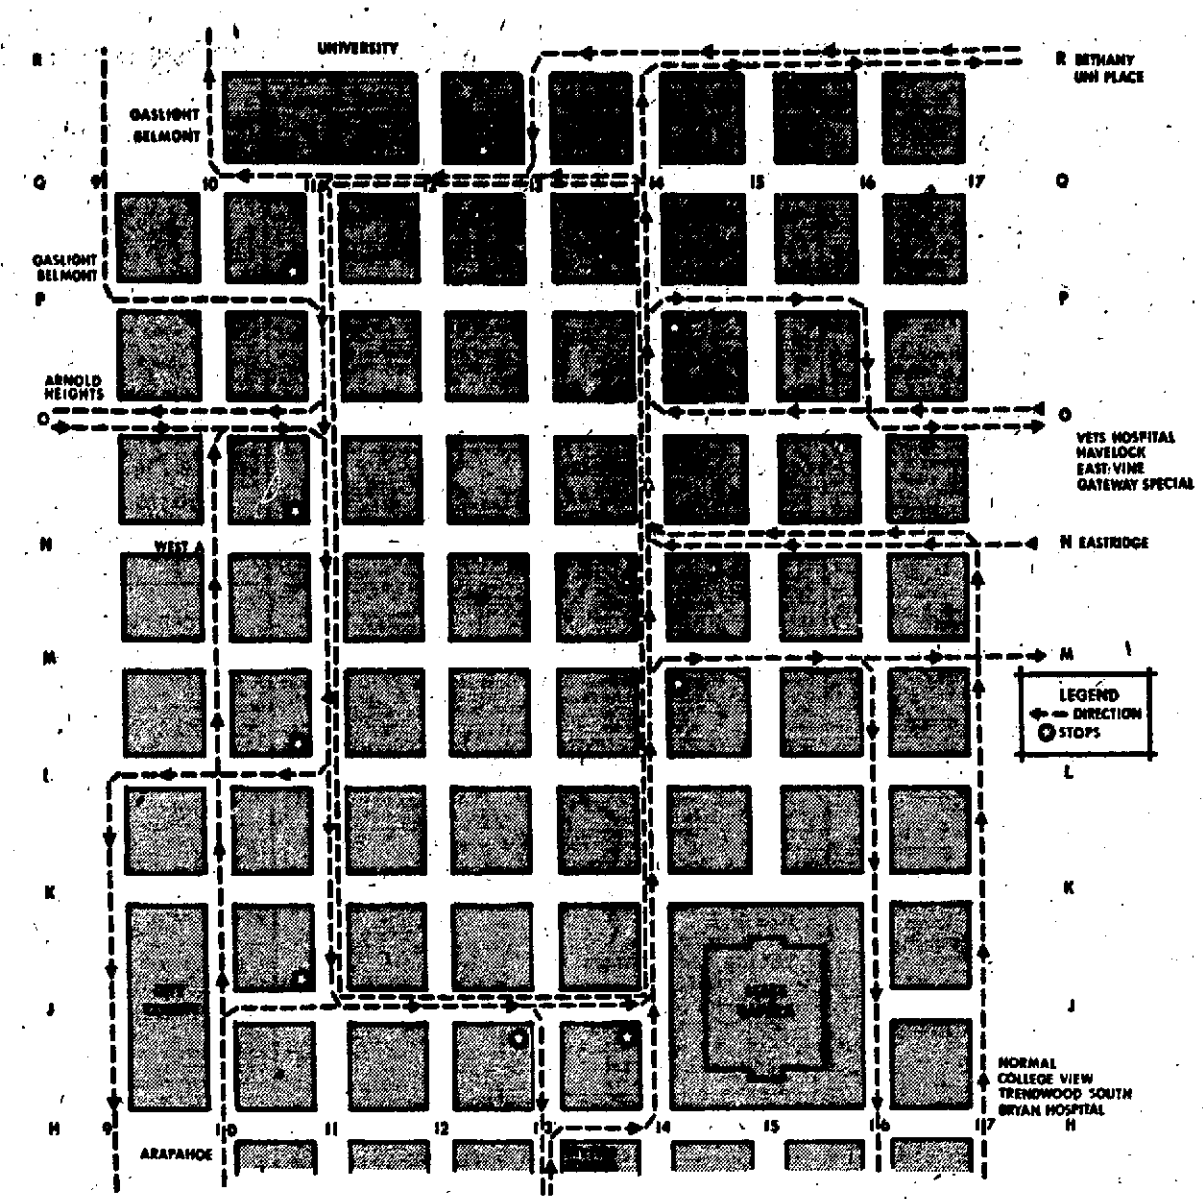 UNIVERSITY
R
R BETHANY
UNI PLACE
GASLIGHT
BELMONT
Q 9 10 11 12 13 14 15 16 17 Q
GASLIGHT
BELMONT
P P
ARNOLD
HEIGHTS
O O
VETS HOSPITAL
HAVELOCK
EAST VINE
GATEWAY SPECIAL
N WEST A N EASTRIDGE
M M
LEGEND
DIRECTION
STOPS
L L
K K
J J
NORMAL
COLLEGE VIEW
TRENDWOOD SOUTH
BRYAN HOSPITAL
H 9 10 11 12 13 14 15 16 17 H
ARAPAHOE